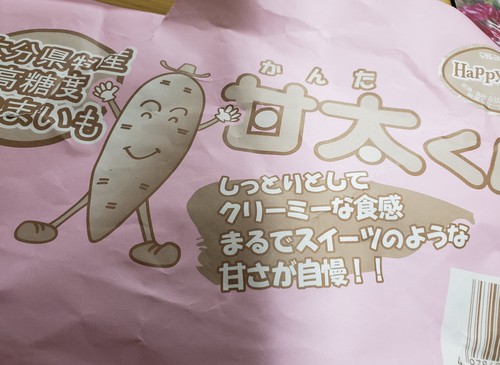 大分県物産
高糖度
つまいも
かんた
甘太く
しっとりとして
クリーミーな食感
まるでスイーツのような
甘さが自慢!!
HaPPY